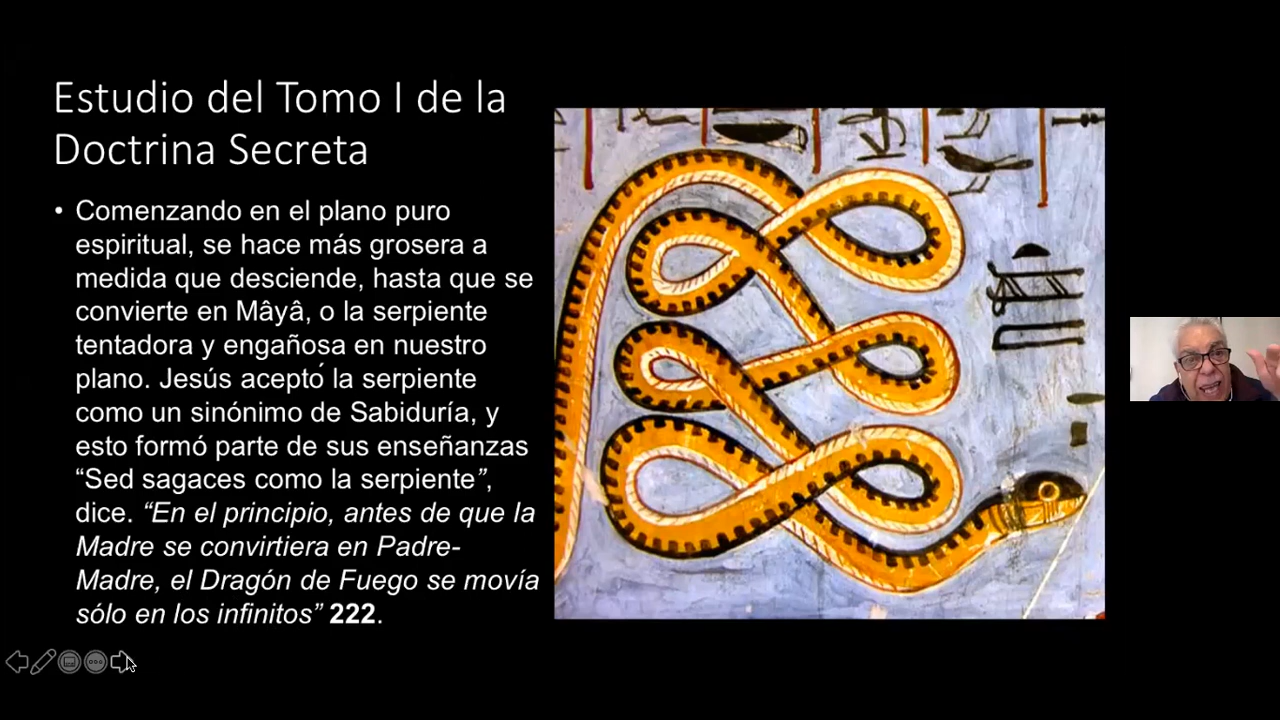 Estudio del Tomo I de la
Doctrina Secreta
• Comenzando en el plano puro
espiritual, se hace más grosera a
medida que desciende, hasta que se
convierte en Mâyâ, o la serpiente
tentadora y engañosa en nuestro
plano. Jesús aceptó la serpiente
como un sinónimo de Sabiduría, y
esto formó parte de sus enseñanzas
“Sed sagaces como la serpiente”,
dice. “En el principio, antes de que la
Madre se convirtiera en Padre-
Madre, el Dragón de Fuego se movía
sólo en los infinitos” 222.